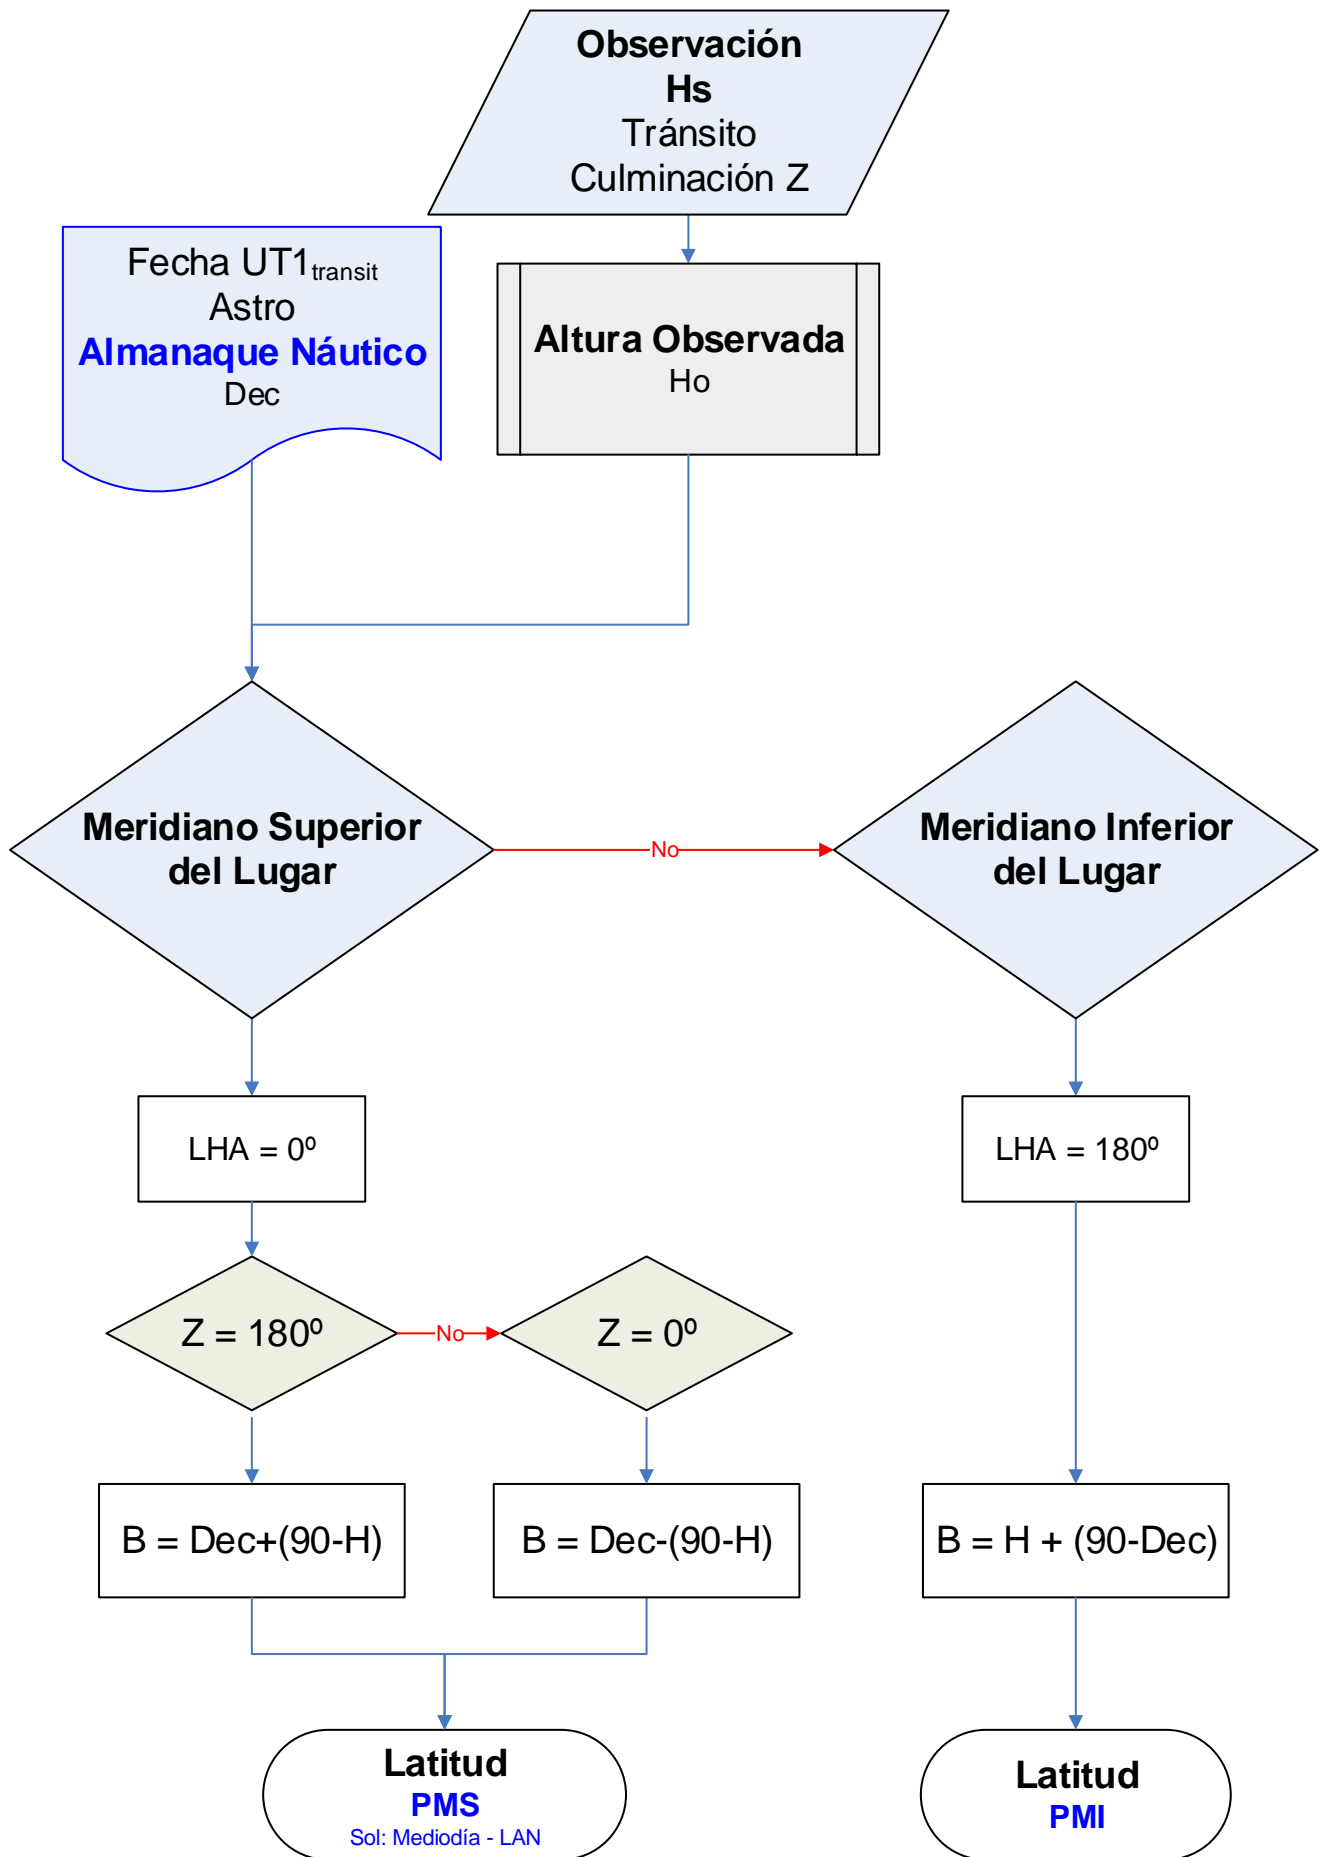 Observación
Hs
Tránsito
Culminación Z
Fecha UT1transit
Astro
Almanaque Náutico
Dec
Altura Observada
Ho
Meridiano Superior
del Lugar
No
Meridiano Inferior
del Lugar
LHA = 0º
LHA = 180º
Z = 180º
No
Z = 0º
B = Dec+(90-H)
B = Dec-(90-H)
B = H + (90-Dec)
Latitud
PMS
Sol: Mediodía - LAN
Latitud
PMI